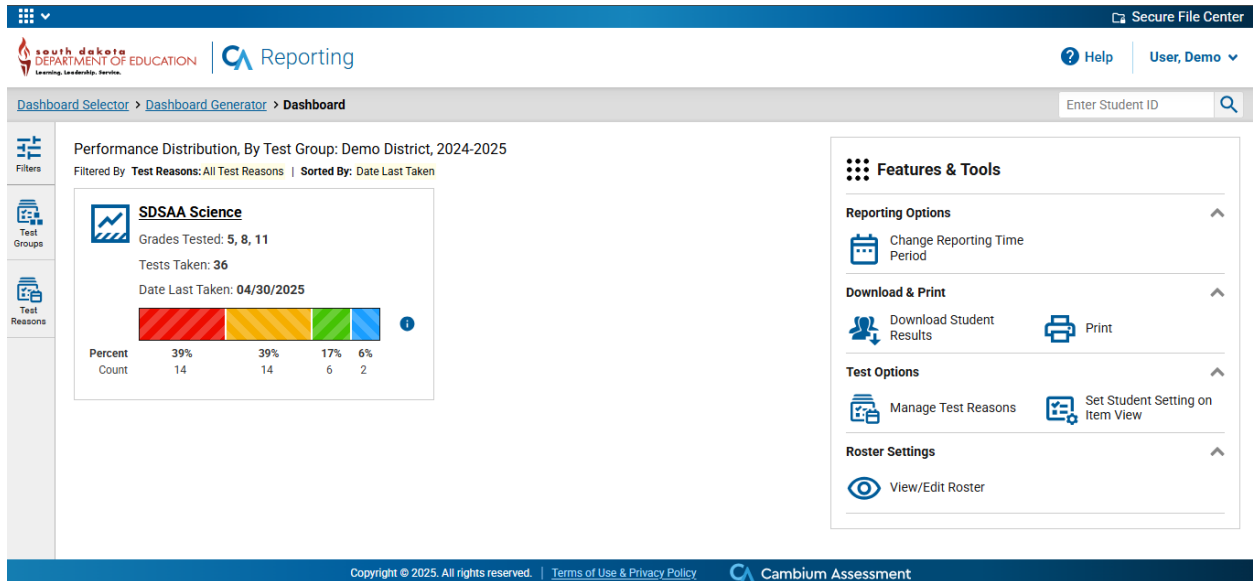 Secure File Center
south dakota
DEPARTMENT OF EDUCATION
Learning. Leadership. Service.
CA Reporting
Help
User, Demo
Dashboard Selector > Dashboard Generator > Dashboard
Enter Student ID
Filters
Test
Groups
Test
Reasons
Performance Distribution, By Test Group: Demo District, 2024-2025
Filtered By Test Reasons: All Test Reasons | Sorted By: Date Last Taken
SDSAA Science
Grades Tested: 5, 8, 11
Tests Taken: 36
Date Last Taken: 04/30/2025
Percent 39% 39% 17% 6%
Count 14 14 6 2
Features & Tools
Reporting Options
Change Reporting Time
Period
Download & Print
Download Student
Results
Print
Test Options
Manage Test Reasons
Set Student Setting on
Item View
Roster Settings
View/Edit Roster
Copyright © 2025. All rights reserved. | Terms of Use & Privacy Policy CA Cambium Assessment